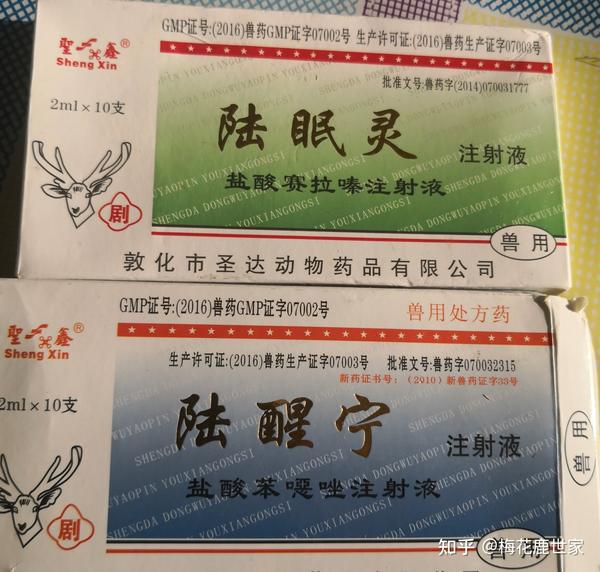 GMP证号:(2016)兽药GMP证字07002号 生产许可证:(2016)兽药生产证字07003号
聖鑫®
Sheng Xin
批准文号:兽药字(2014)070031777
2ml×10支
陆眠灵
注射液
盐酸赛拉嗪注射液
SHENGDA DONGWUYAOPIN YOUXIANGONGSI
剧
兽用
敦化市圣达动物药品有限公司
GMP证号:(2016)兽药GMP证字07002号
兽用处方药
聖鑫®
Sheng Xin
生产许可证:(2016)兽药生产证字07003号 批准文号:兽药字070032315
新药证书号:(2010)新兽药证字33号
2ml×10支
陆醒宁
注射液
盐酸苯噁唑注射液
SHENGDA DONGWUYAOPIN YOUXIANGONGSI
剧
兽用
兽用
知乎 @梅花鹿世家